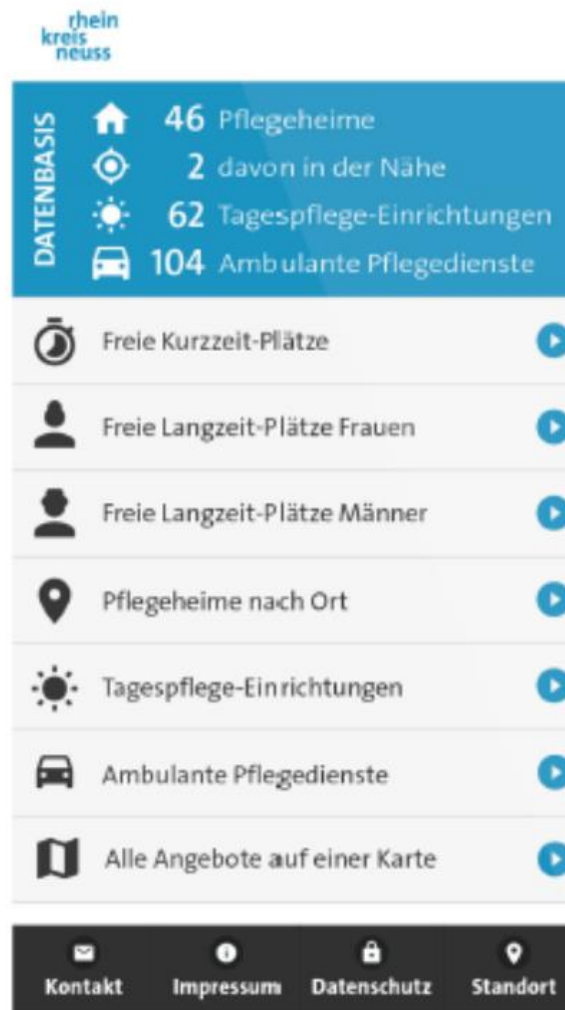 rhein
kreis
neuss
DATENBASIS
46 Pflegeheime
2 davon in der Nähe
62 Tagespflege-Einrichtungen
104 Ambulante Pflegedienste
Freie Kurzzeit-Plätze
Freie Langzeit-Plätze Frauen
Freie Langzeit-Plätze Männer
Pflegeheime nach Ort
Tagespflege-Einrichtungen
Ambulante Pflegedienste
Alle Angebote auf einer Karte
Kontakt Impressum Datenschutz Standort